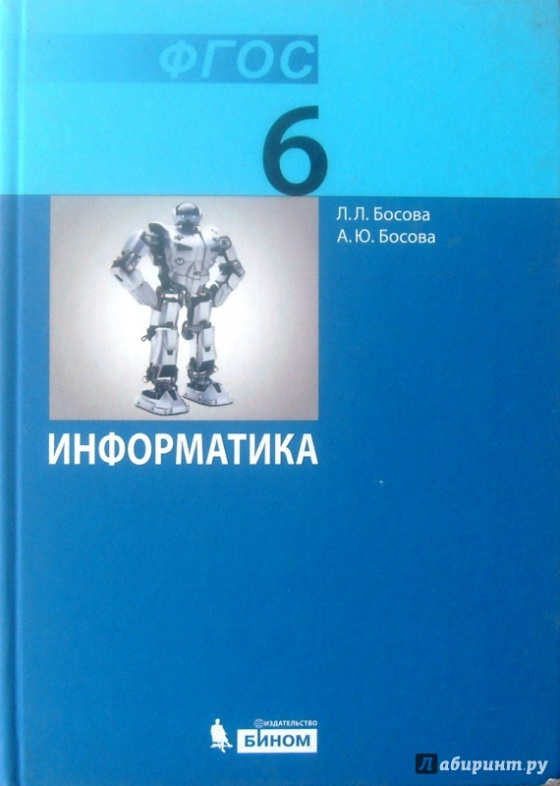 ФГОС
6
Л.Л. Босова
А.Ю. Босова
ИНФОРМАТИКА
ИЗДАТЕЛЬСТВО
БИНОМ
Лабиринт.ру